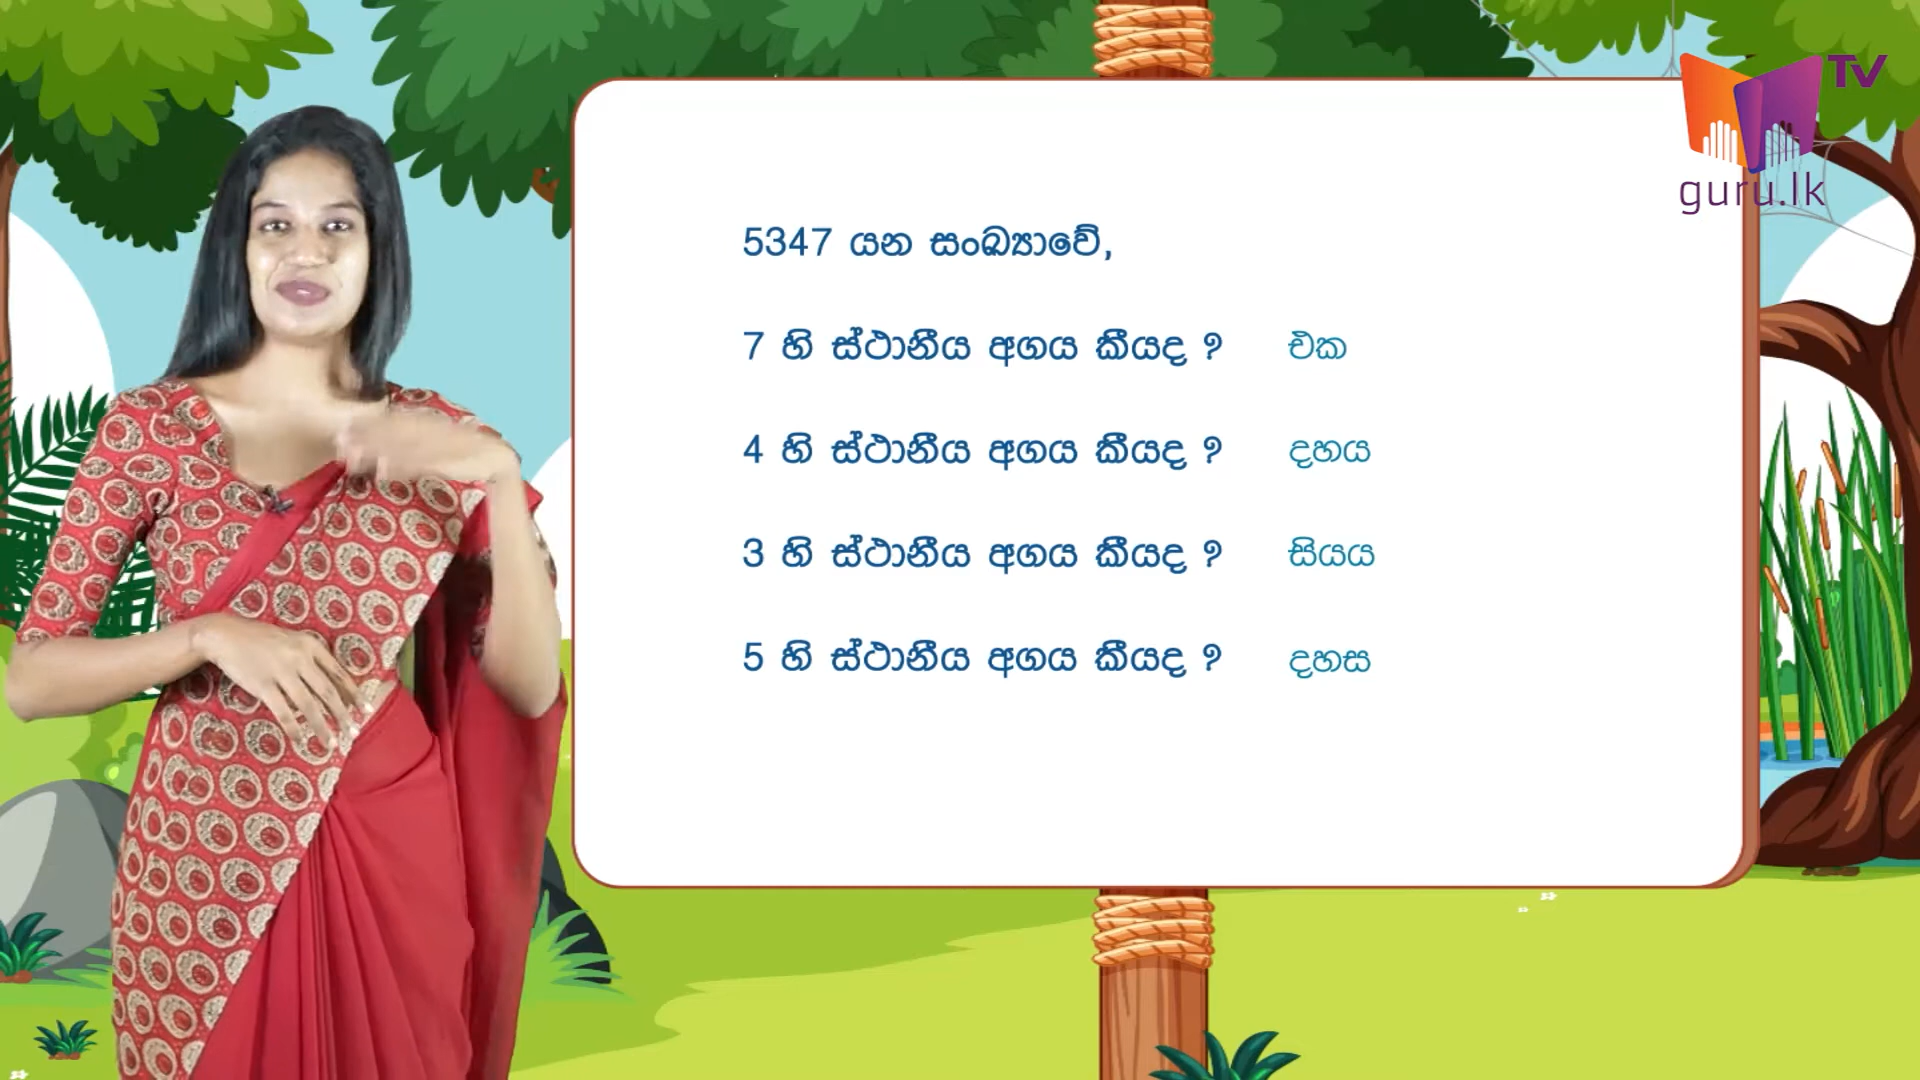 TV
guru.lk
5347 යන සංඛ්‍යාවේ,
7 හි ස්ථානීය අගය කීයද ? එක
4 හි ස්ථානීය අගය කීයද ? දහය
3 හි ස්ථානීය අගය කීයද ? සියය
5 හි ස්ථානීය අගය කීයද ? දහස